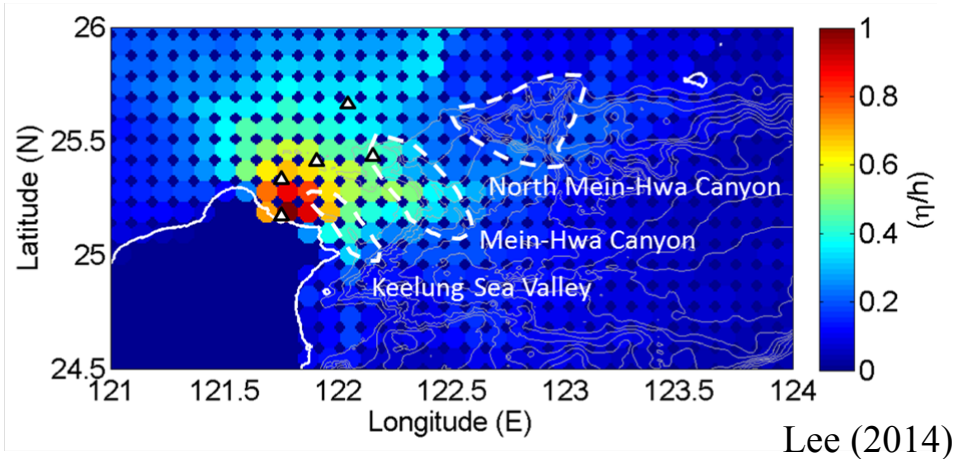 26
25.5
25
24.5
Latitude (N)
121
121.5
122
122.5
123
123.5
124
Longitude (E)
North Mein-Hwa Canyon
Mein-Hwa Canyon
Keelung Sea Valley
1
0.8
0.6
0.4
0.2
0
(η/h)
Lee (2014)